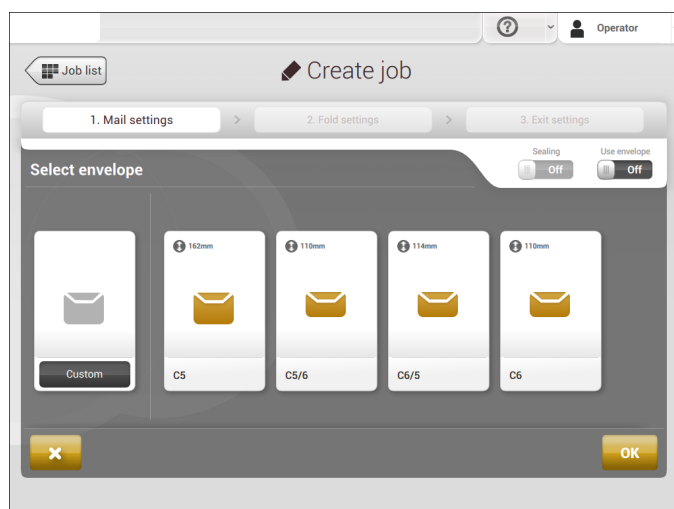 Operator
Job list
Create job
1. Mail settings > 2. Fold settings > 3. Exit settings
Sealing Use envelope
Select envelope
Off Off
162mm 110mm 114mm 110mm
Custom C5 C5/6 C6/5 C6
OK